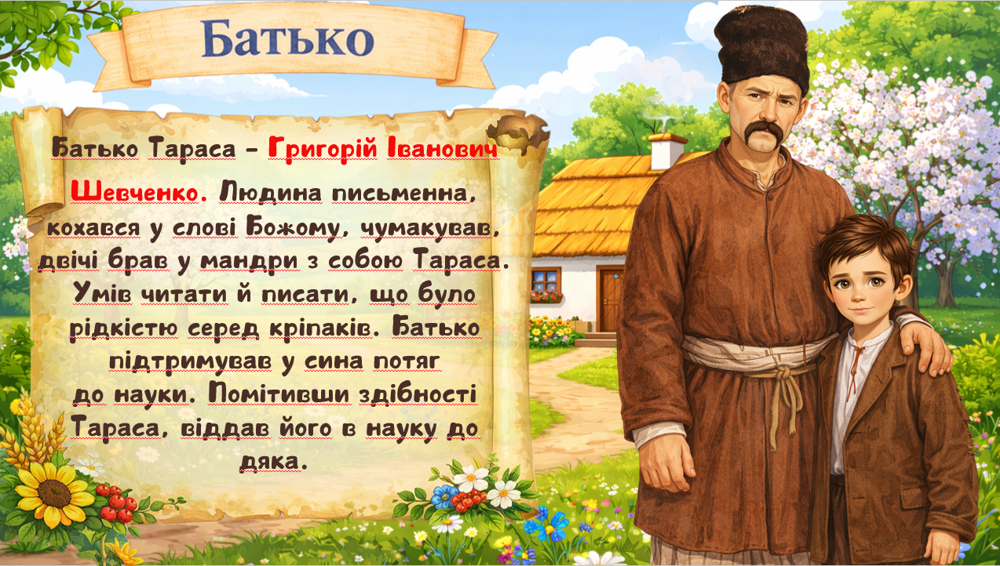 Батько
Батько Тараса – Григорій Іванович
Шевченко. Людина письменна,
кохався у слові Божому, чумакував,
двічі брав у мандри з собою Тараса.
Умів читати й писати, що було
рідкістю серед кріпаків. Батько
підтримував у сина потяг
до науки. Помітивши здібності
Тараса, віддав його в науку до
дяка.